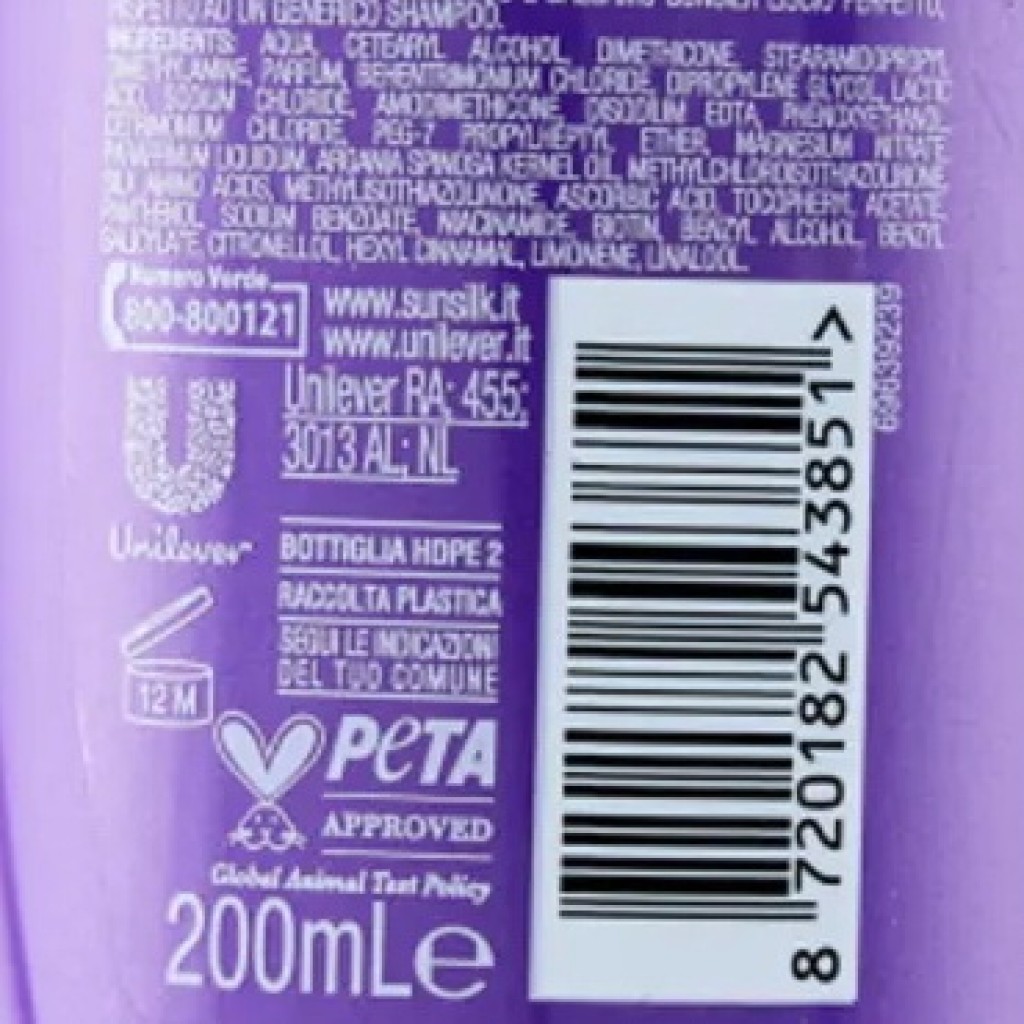 RISPETTO AD UN GENERICO SHAMPOO.
INGREDIENTS: AQUA, CETEARYL ALCOHOL, DIMETHICONE, STEARAMIDOPROPYL
DIMETHYLAMINE, PARFUM, BEHENTRIMONIUM CHLORIDE, DIPROPYLENE GLYCOL, LACTIC
ACID, SODIUM CHLORIDE, AMODIMETHICONE, DISODIUM EDTA, PHENOXYETHANOL,
CETRIMONIUM CHLORIDE, PEG-7 PROPYLHEPTYL ETHER, MAGNESIUM NITRATE,
PARAFFINUM LIQUIDUM, ARGANIA SPINOSA KERNEL OIL, METHYLCHLOROISOTHIAZOLINONE,
SILK AMINO ACIDS, METHYLISOTHIAZOLINONE, ASCORBIC ACID, TOCOPHERYL ACETATE,
PANTHENOL, SODIUM BENZOATE, NIACINAMIDE, BIOTIN, BENZYL ALCOHOL, BENZYL
SALICYLATE, CITRONELLOL, HEXYL CINNAMAL, LIMONENE, LINALOOL.
Numero Verde
800-800121
www.sunsilk.it
www.unilever.it
Unilever RA; 455;
3013 AL; NL
Unilever
BOTTIGLIA HDPE 2
RACCOLTA PLASTICA
SEGUI LE INDICAZIONI
DEL TUO COMUNE
12 M
PeTA
APPROVED
Global Animal Test Policy
200mL e
8 720182 543851 >